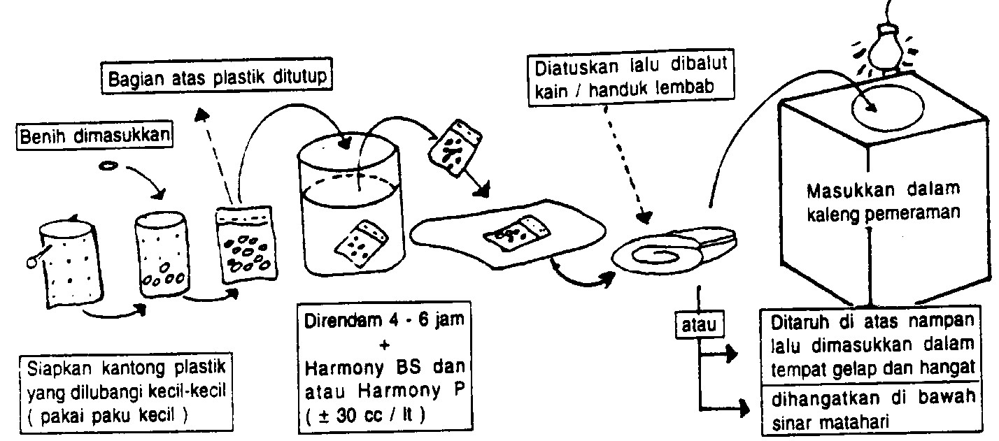 Bagian atas plastik ditutup
Benih dimasukkan
Siapkan kantong plastik
yang dilubangi kecil-kecil
( pakai paku kecil )
Direndam 4 - 6 jam
+
Harmony BS dan
atau Harmony P
( ± 30 cc / lt )
Diatuskan lalu dibalut
kain / handuk lembab
Masukkan dalam
kaleng pemeraman
atau
Ditaruh di atas nampan
lalu dimasukkan dalam
tempat gelap dan hangat
dihangatkan di bawah
sinar matahari